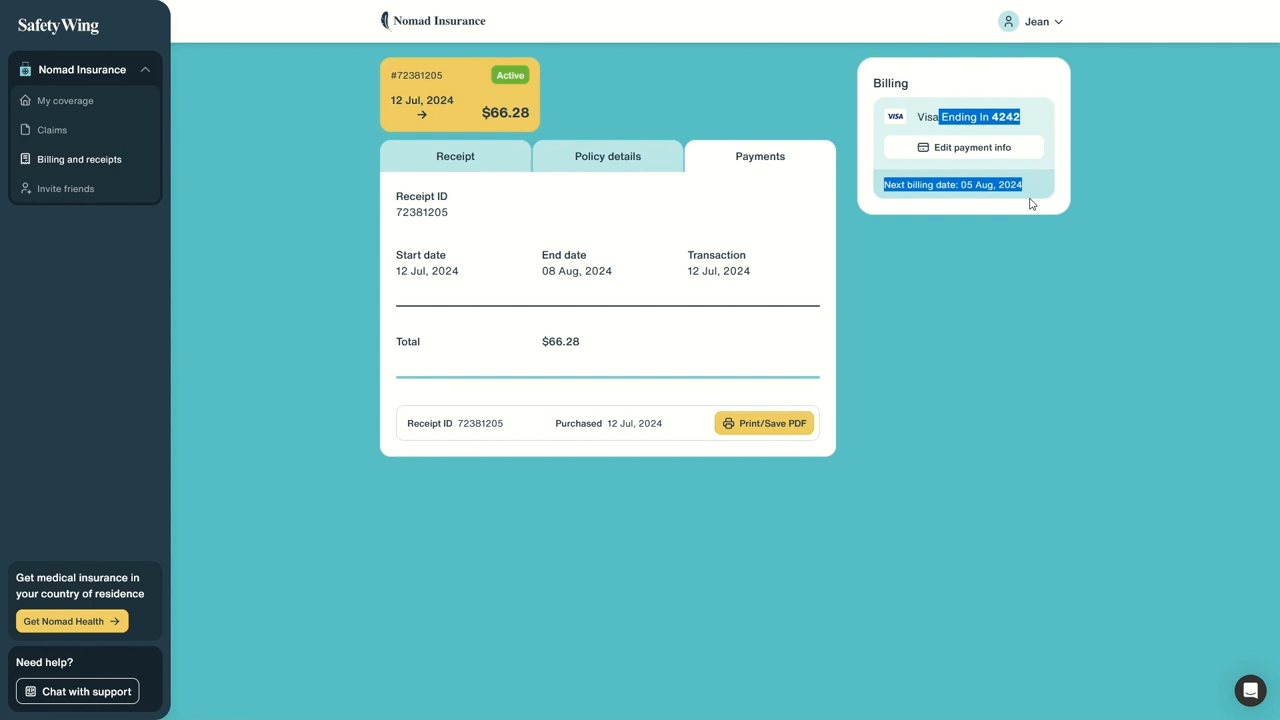 SafetyWing
Nomad Insurance
My coverage
Claims
Billing and receipts
Invite friends
Get medical insurance in
your country of residence
Get Nomad Health →
Need help?
Chat with support
Nomad Insurance
Jean
#72381205
Active
12 Jul, 2024
→
$66.28
Receipt
Policy details
Payments
Receipt ID
72381205
Start date
End date
Transaction
12 Jul, 2024
08 Aug, 2024
12 Jul, 2024
Total
$66.28
Receipt ID 72381205
Purchased 12 Jul, 2024
Print/Save PDF
Billing
VISA
Visa Ending In 4242
Edit payment info
Next billing date: 05 Aug, 2024